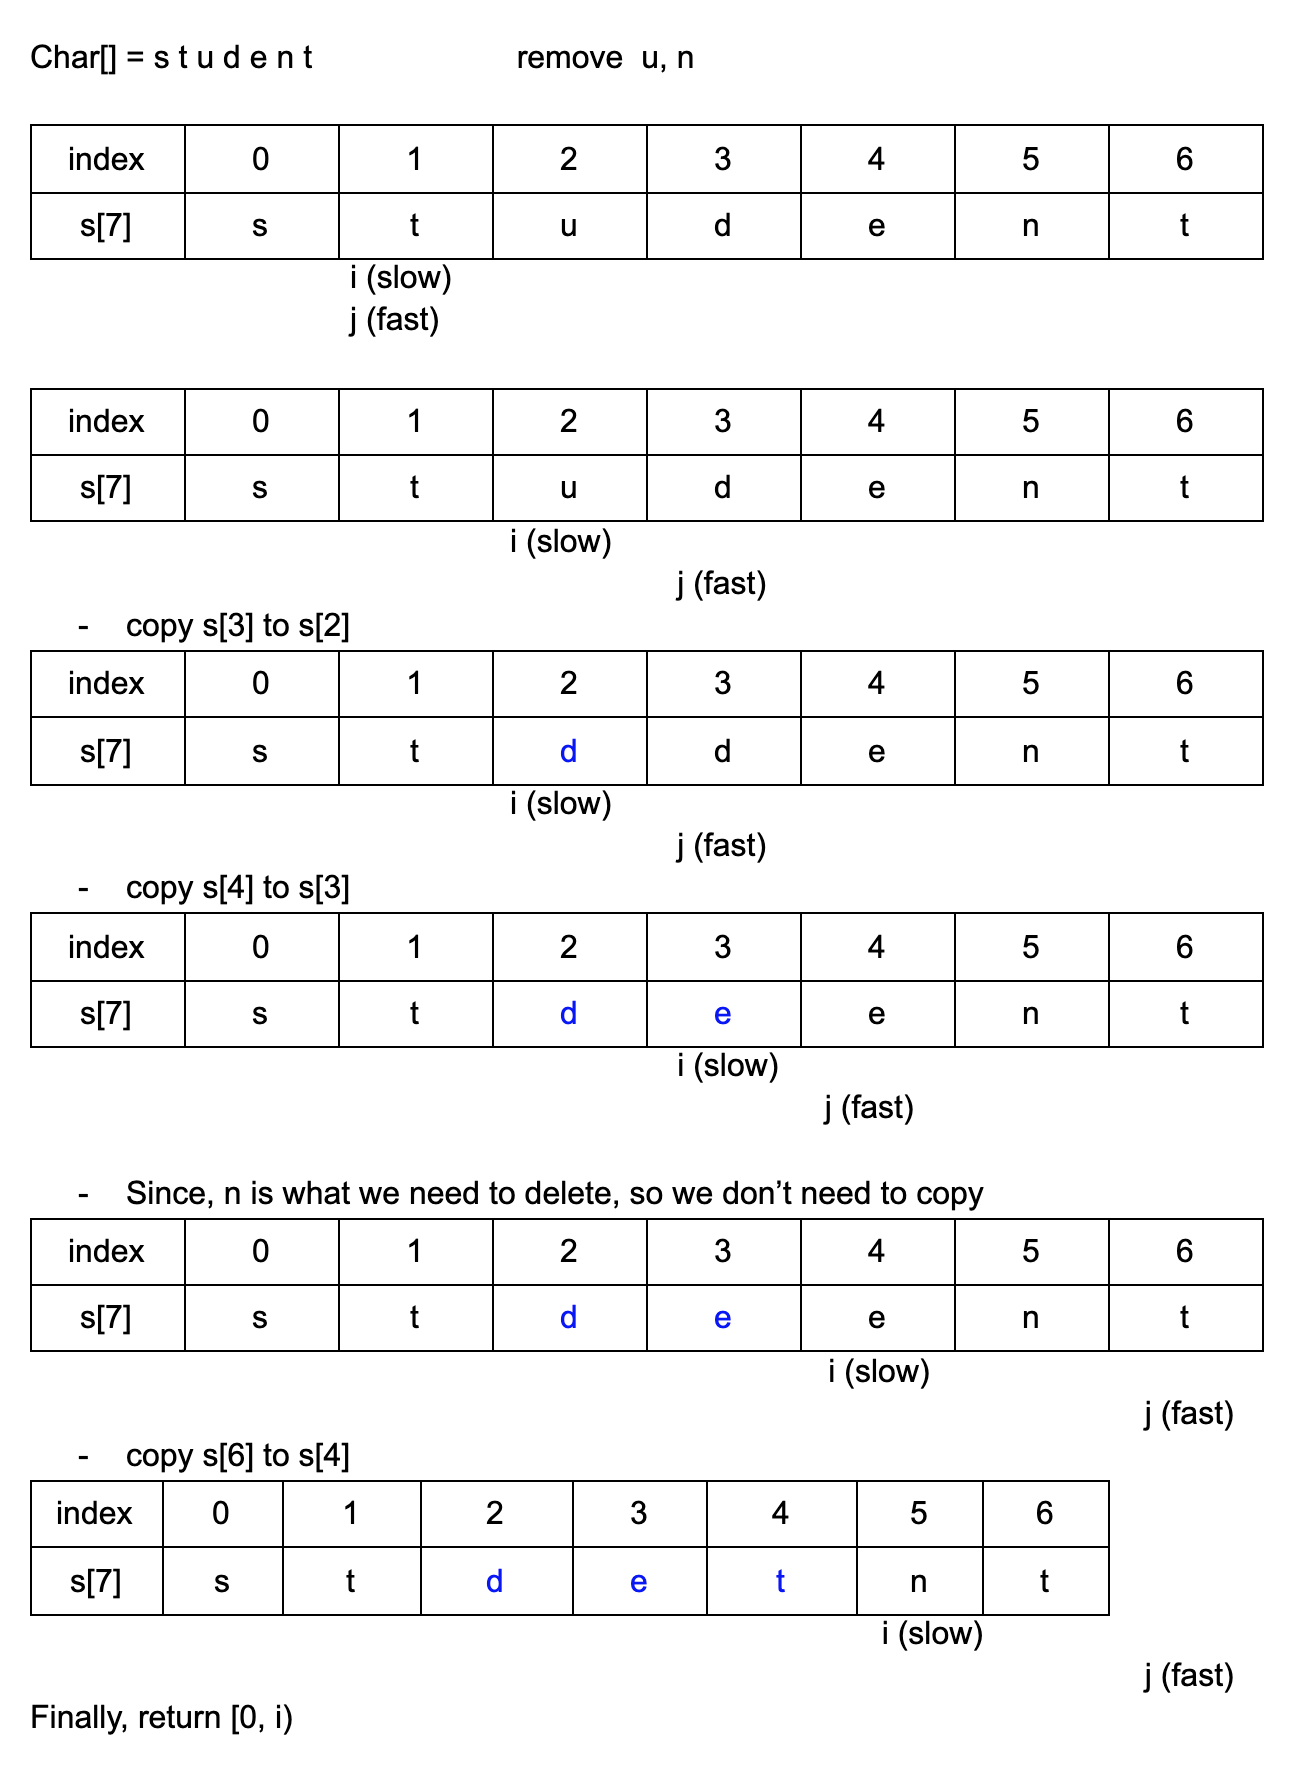 Char[] = s t u d e n t remove u, n
index 0 1 2 3 4 5 6
s[7] s t u d e n t
i (slow)
j (fast)
index 0 1 2 3 4 5 6
s[7] s t u d e n t
i (slow)
j (fast)
- copy s[3] to s[2]
index 0 1 2 3 4 5 6
s[7] s t d d e n t
i (slow)
j (fast)
- copy s[4] to s[3]
index 0 1 2 3 4 5 6
s[7] s t d e e n t
i (slow)
j (fast)
- Since, n is what we need to delete, so we don’t need to copy
index 0 1 2 3 4 5 6
s[7] s t d e e n t
i (slow)
j (fast)
- copy s[6] to s[4]
index 0 1 2 3 4 5 6
s[7] s t d e t n t
i (slow)
j (fast)
Finally, return [0, i)